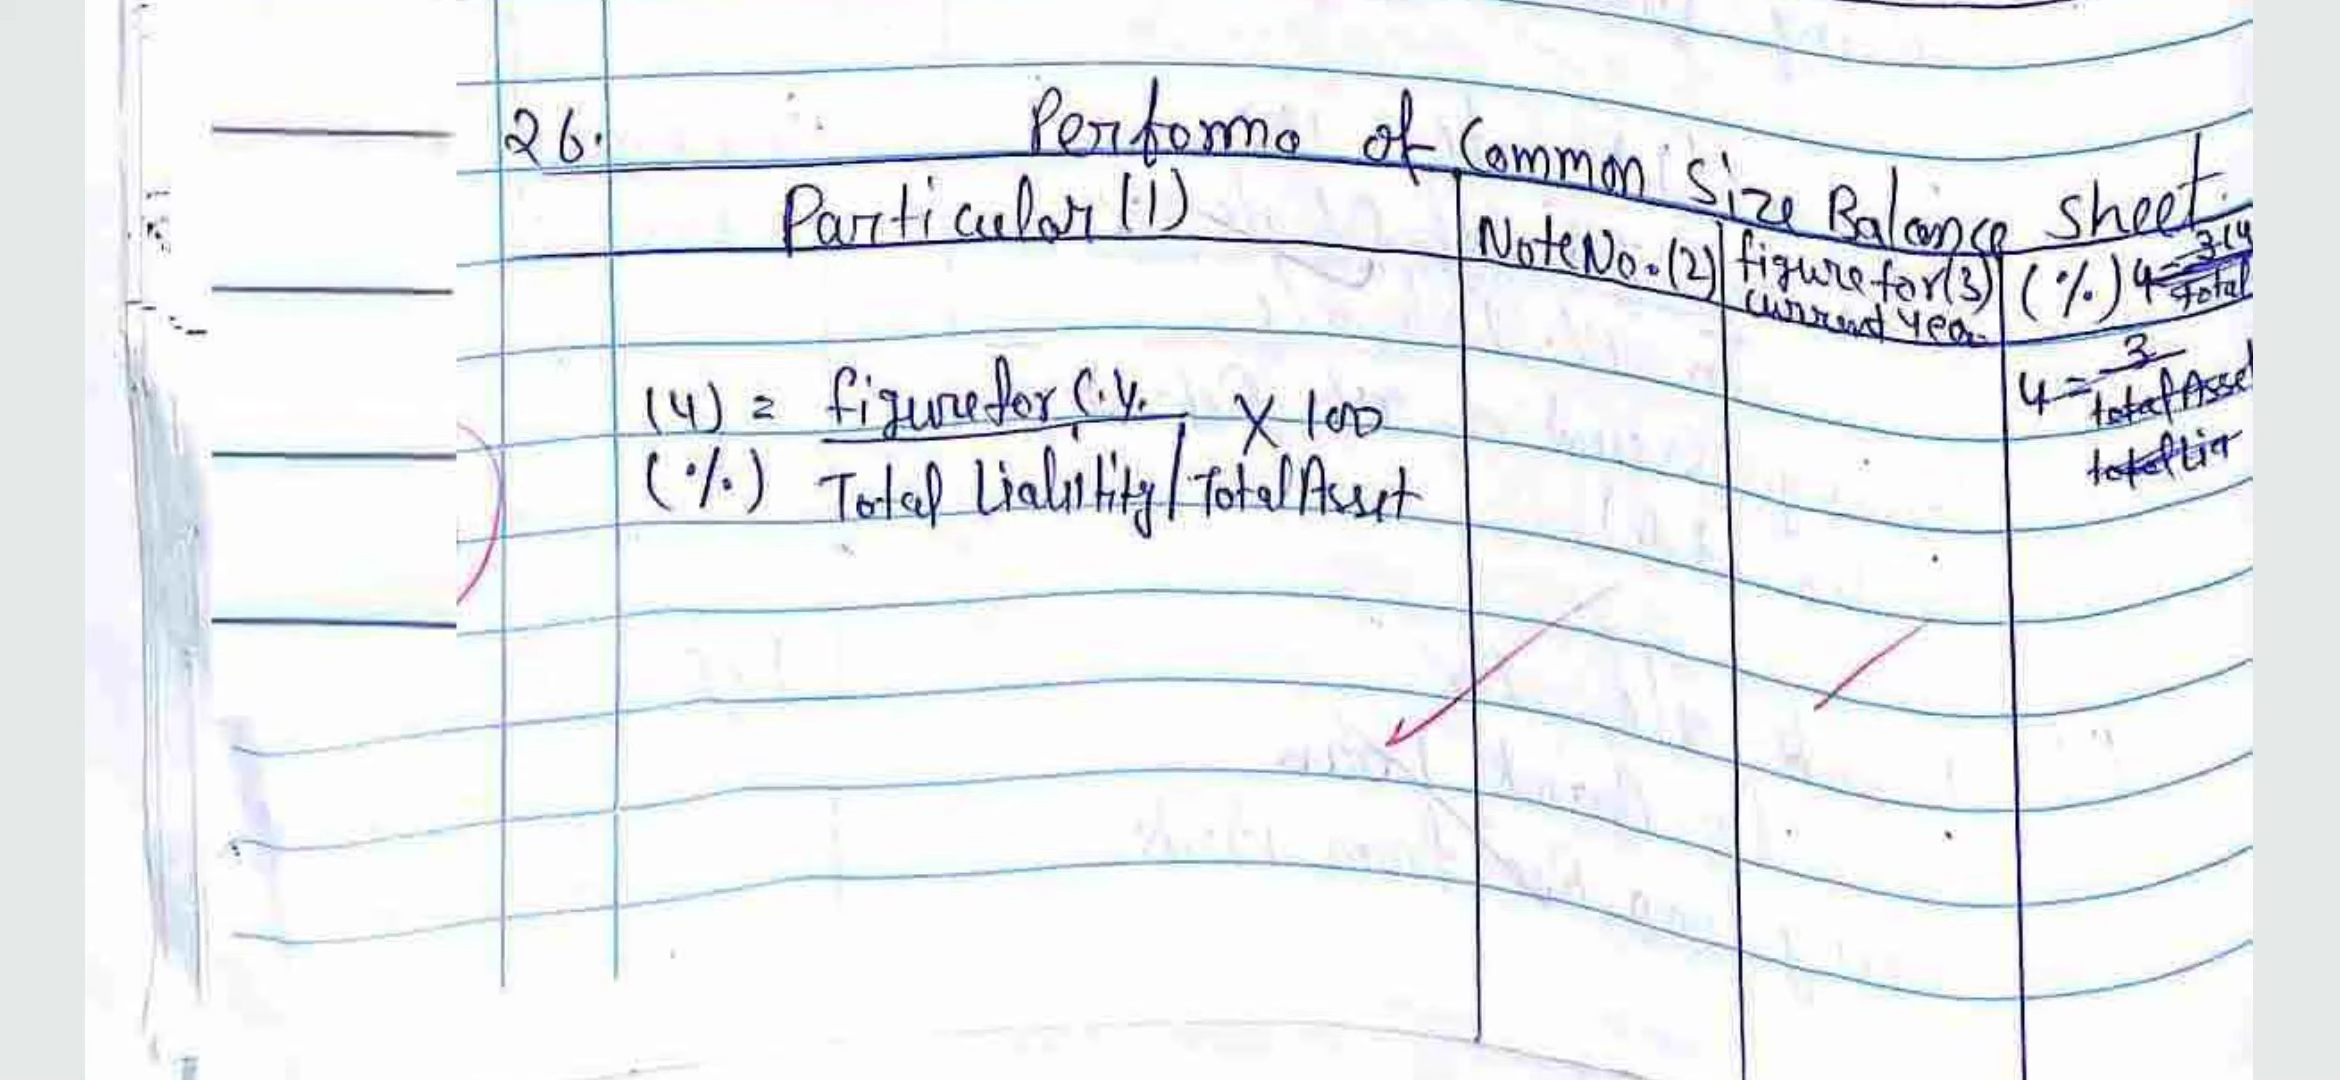 26. Performa of Common Size Balance Sheet.
Particular (1) | Note No. (2) | figure for (3) current year | (%) 4 =
4 = 3
total Asset
(4) = figure for C.Y. X 100
(%) Total Liability / Total Asset